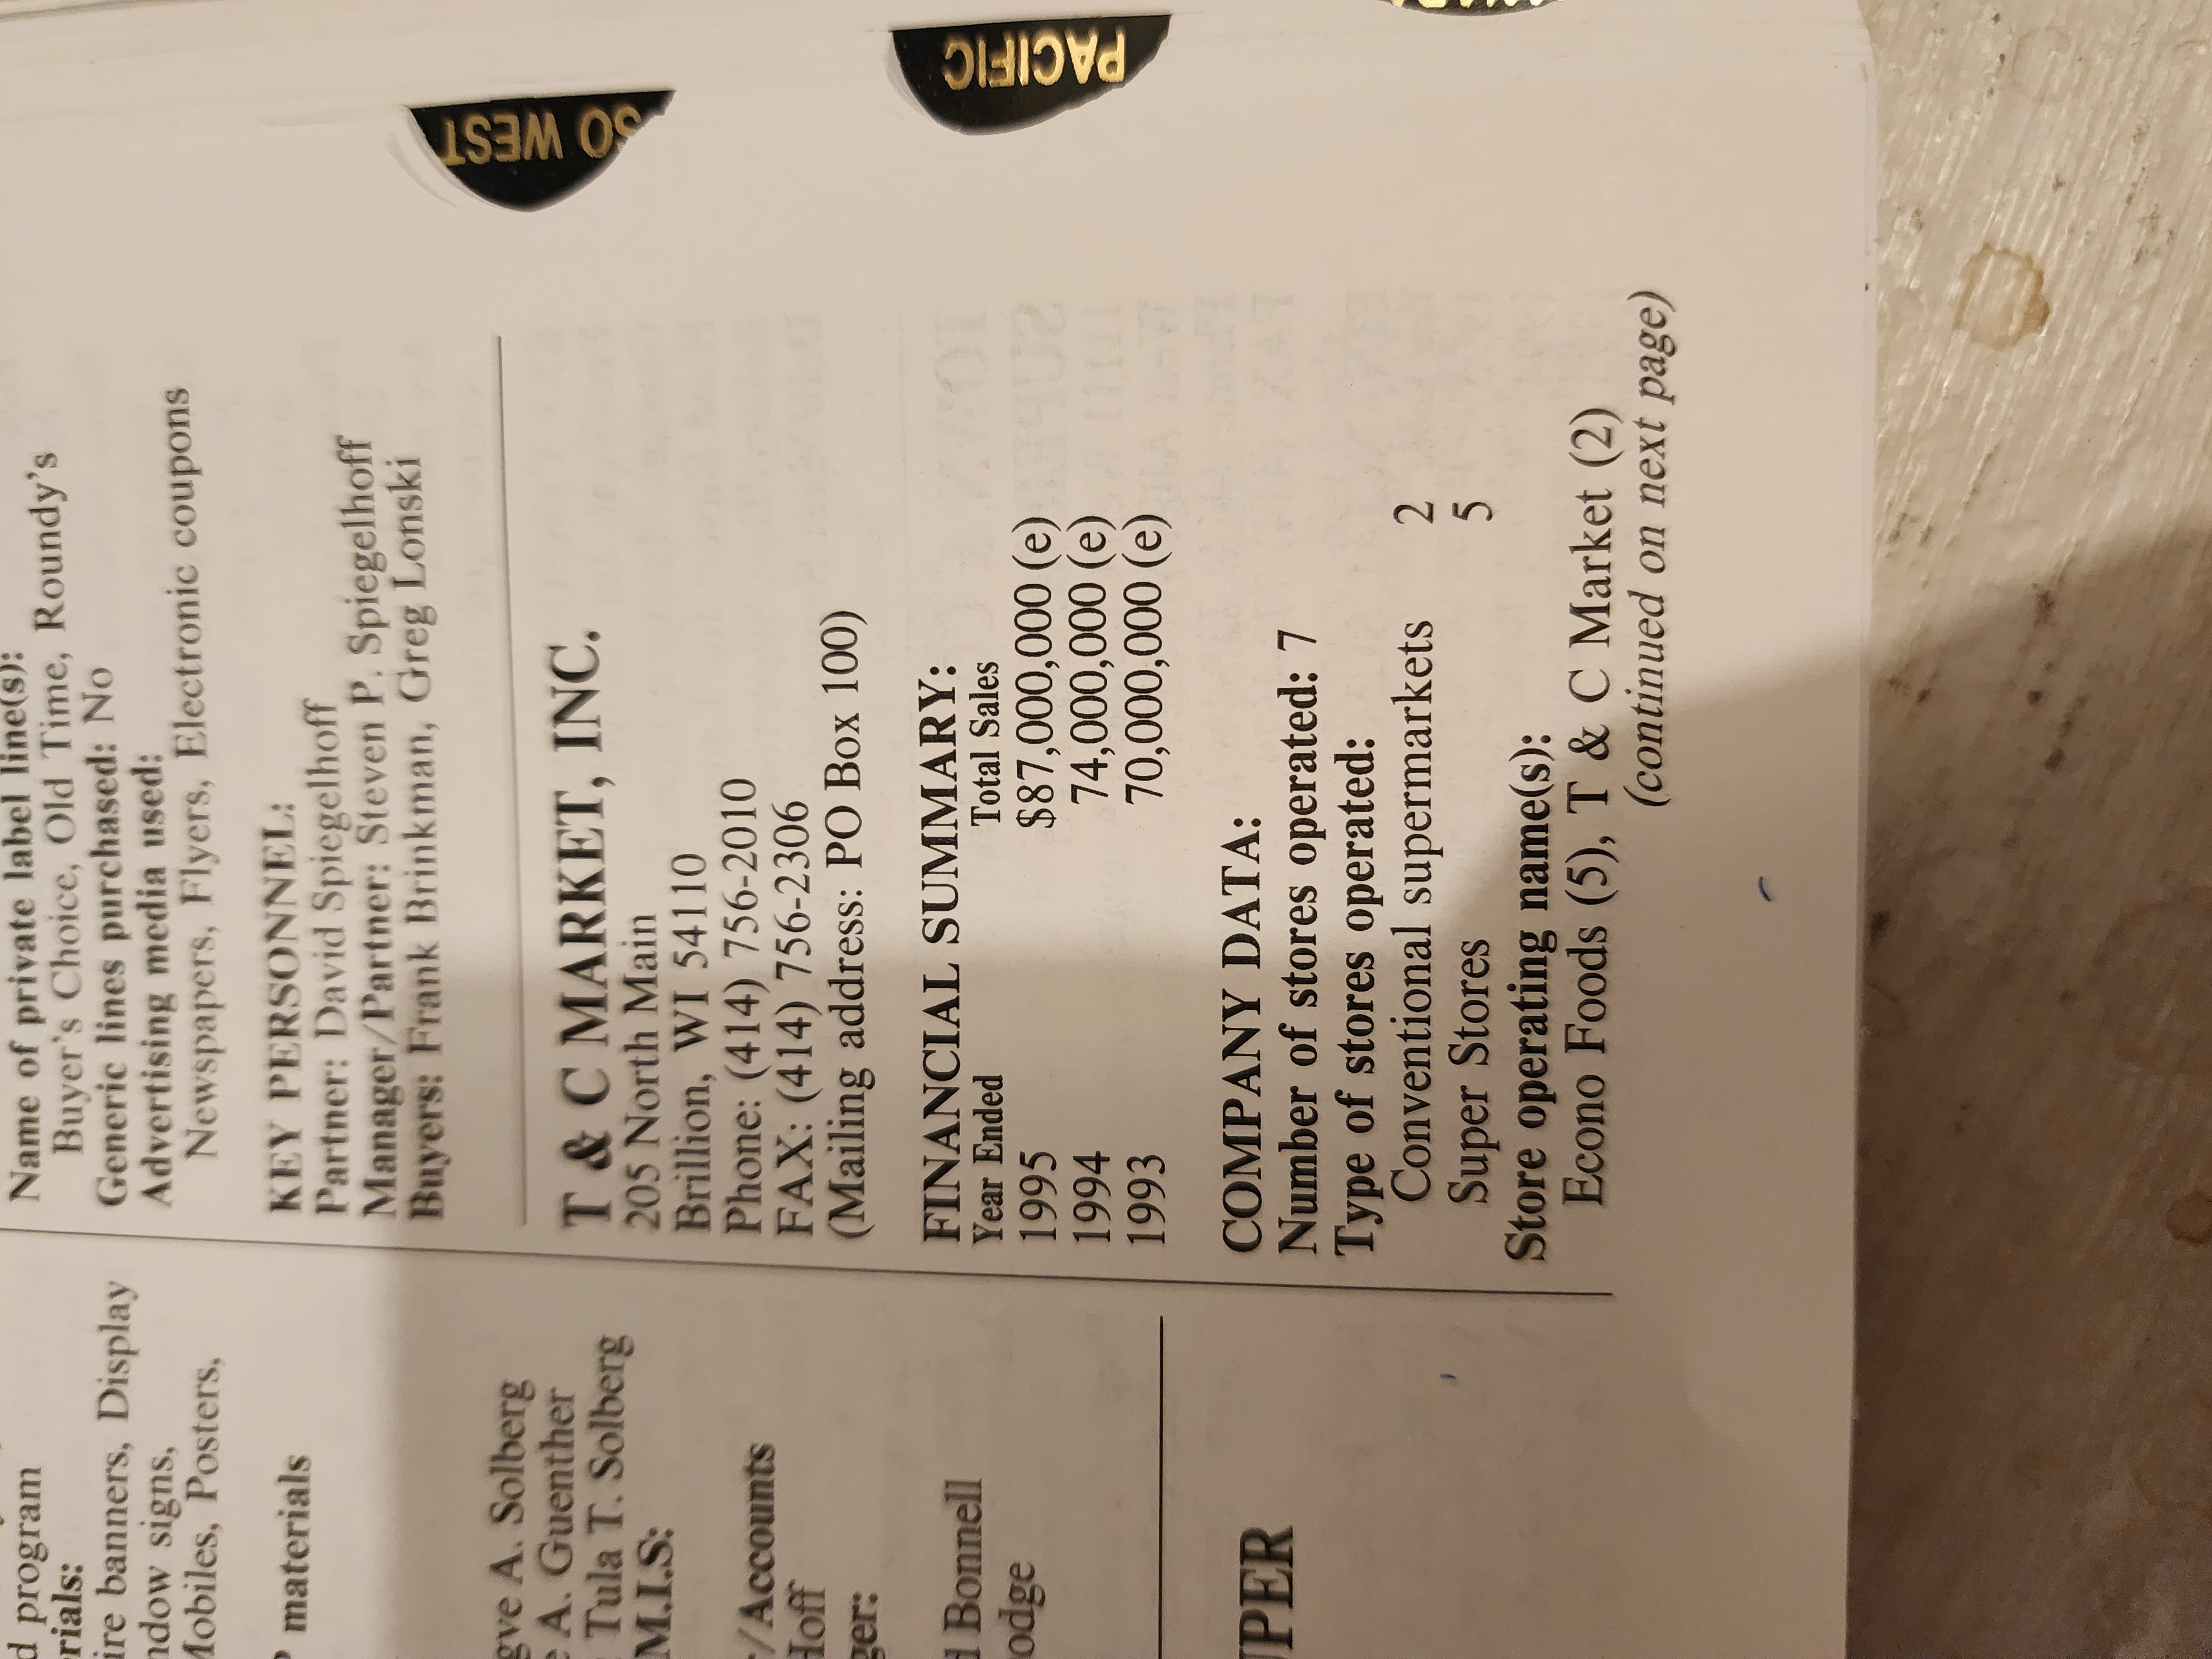 d program
rials:
ire banners, Display
ndow signs,
Mobiles, Posters,
P materials
gve A. Solberg
e A. Guenther
Tula T. Solberg
M.I.S:
/Accounts
Hoff
ger:
d Bonnell
odge
UPER
Name of private label line(s):
Buyer's Choice, Old Time, Roundy's
Generic lines purchased: No
Advertising media used:
Newspapers, Flyers, Electronic coupons
KEY PERSONNEL:
Partner: David Spiegelhoff
Manager/Partner: Steven P. Spiegelhoff
Buyers: Frank Brinkman, Greg Lonski
T & C MARKET, INC.
205 North Main
Brillion, WI 54110
Phone: (414) 756-2010
FAX: (414) 756-2306
(Mailing address: PO Box 100)
FINANCIAL SUMMARY:
Year Ended Total Sales
1995 $87,000,000 (e)
1994 74,000,000 (e)
1993 70,000,000 (e)
COMPANY DATA:
Number of stores operated: 7
Type of stores operated:
Conventional supermarkets 2
Super Stores 5
Store operating name(s):
Econo Foods (5), T & C Market (2)
(continued on next page)
SO WEST
PACIFIC